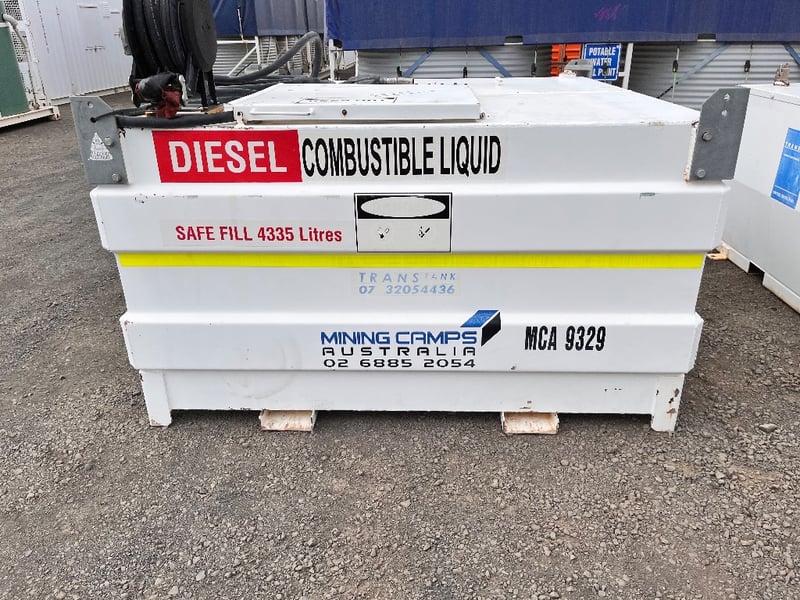 POTABLE
WATER
POINT
DIESEL COMBUSTIBLE LIQUID
SAFE FILL 4335 Litres
TRANSTANK
07 32054436
MINING CAMPS
AUSTRALIA
02 6885 2054
MCA 9329